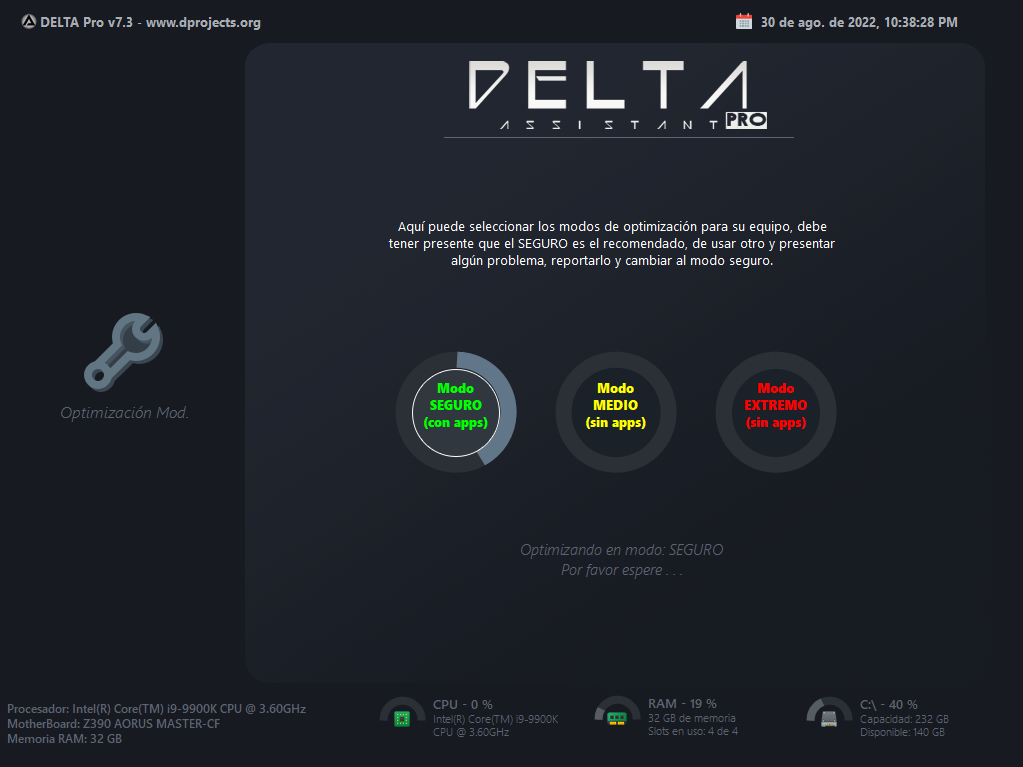 DELTA Pro v7.3 - www.dprojects.org
30 de ago. de 2022, 10:38:28 PM
DELTA
ASSISTANT PRO
Aquí puede seleccionar los modos de optimización para su equipo, debe
tener presente que el SEGURO es el recomendado, de usar otro y presentar
algún problema, reportarlo y cambiar al modo seguro.
Optimización Mod.
Modo
SEGURO
(con apps)
Modo
MEDIO
(sin apps)
Modo
EXTREMO
(sin apps)
Optimizando en modo: SEGURO
Por favor espere . . .
Procesador: Intel(R) Core(TM) i9-9900K CPU @ 3.60GHz
MotherBoard: Z390 AORUS MASTER-CF
Memoria RAM: 32 GB
CPU - 0 %
Intel(R) Core(TM) i9-9900K
CPU @ 3.60GHz
RAM - 19 %
32 GB de memoria
Slots en uso: 4 de 4
C:\ - 40 %
Capacidad: 232 GB
Disponible: 140 GB